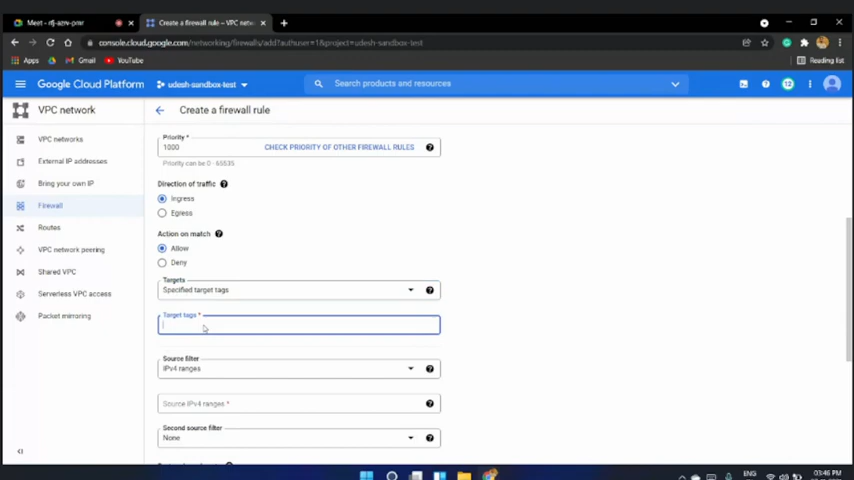 Meet - rfj-azrv-pmr
Create a firewall rule – VPC netw
console.cloud.google.com/networking/firewalls/add?authuser=1&project=udesh-sandbox-test
Apps Gmail YouTube Reading list
Google Cloud Platform udesh-sandbox-test Search products and resources 12
VPC network
Create a firewall rule
VPC networks
External IP addresses
Bring your own IP
Firewall
Routes
VPC network peering
Shared VPC
Serverless VPC access
Packet mirroring
Priority *
1000 CHECK PRIORITY OF OTHER FIREWALL RULES
Priority can be 0 - 65535
Direction of traffic
Ingress
Egress
Action on match
Allow
Deny
Targets
Specified target tags
Target tags *
Source filter
IPv4 ranges
Source IPv4 ranges *
Second source filter
None
ENG
03:46 PM